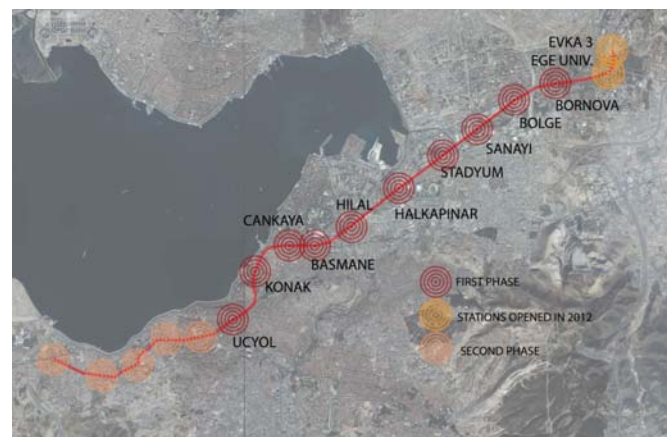 EVKA 3
EGE UNIV.
BORNOVA
BOLGE
SANAYI
STADYUM
HALKAPINAR
HILAL
CANKAYA
BASMANE
KONAK
UCYOL
FIRST PHASE
STATIONS OPENED IN 2012
SECOND PHASE